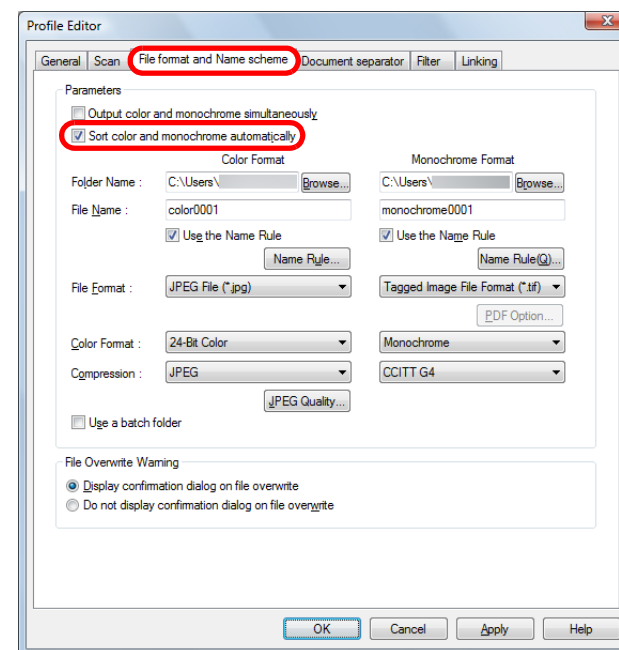 Profile Editor
General Scan File format and Name scheme Document separator Filter Linking
Parameters
Output color and monochrome simultaneously
Sort color and monochrome automatically
Color Format Monochrome Format
Folder Name : C:\Users\ Browse... C:\Users\ Browse...
File Name : color0001 monochrome0001
Use the Name Rule Use the Name Rule
Name Rule... Name Rule(Q)...
File Format : JPEG File (*.jpg) Tagged Image File Format (*.tif)
PDF Option...
Color Format : 24-Bit Color Monochrome
Compression : JPEG CCITT G4
JPEG Quality...
Use a batch folder
File Overwrite Warning
Display confirmation dialog on file overwrite
Do not display confirmation dialog on file overwrite
OK Cancel Apply Help